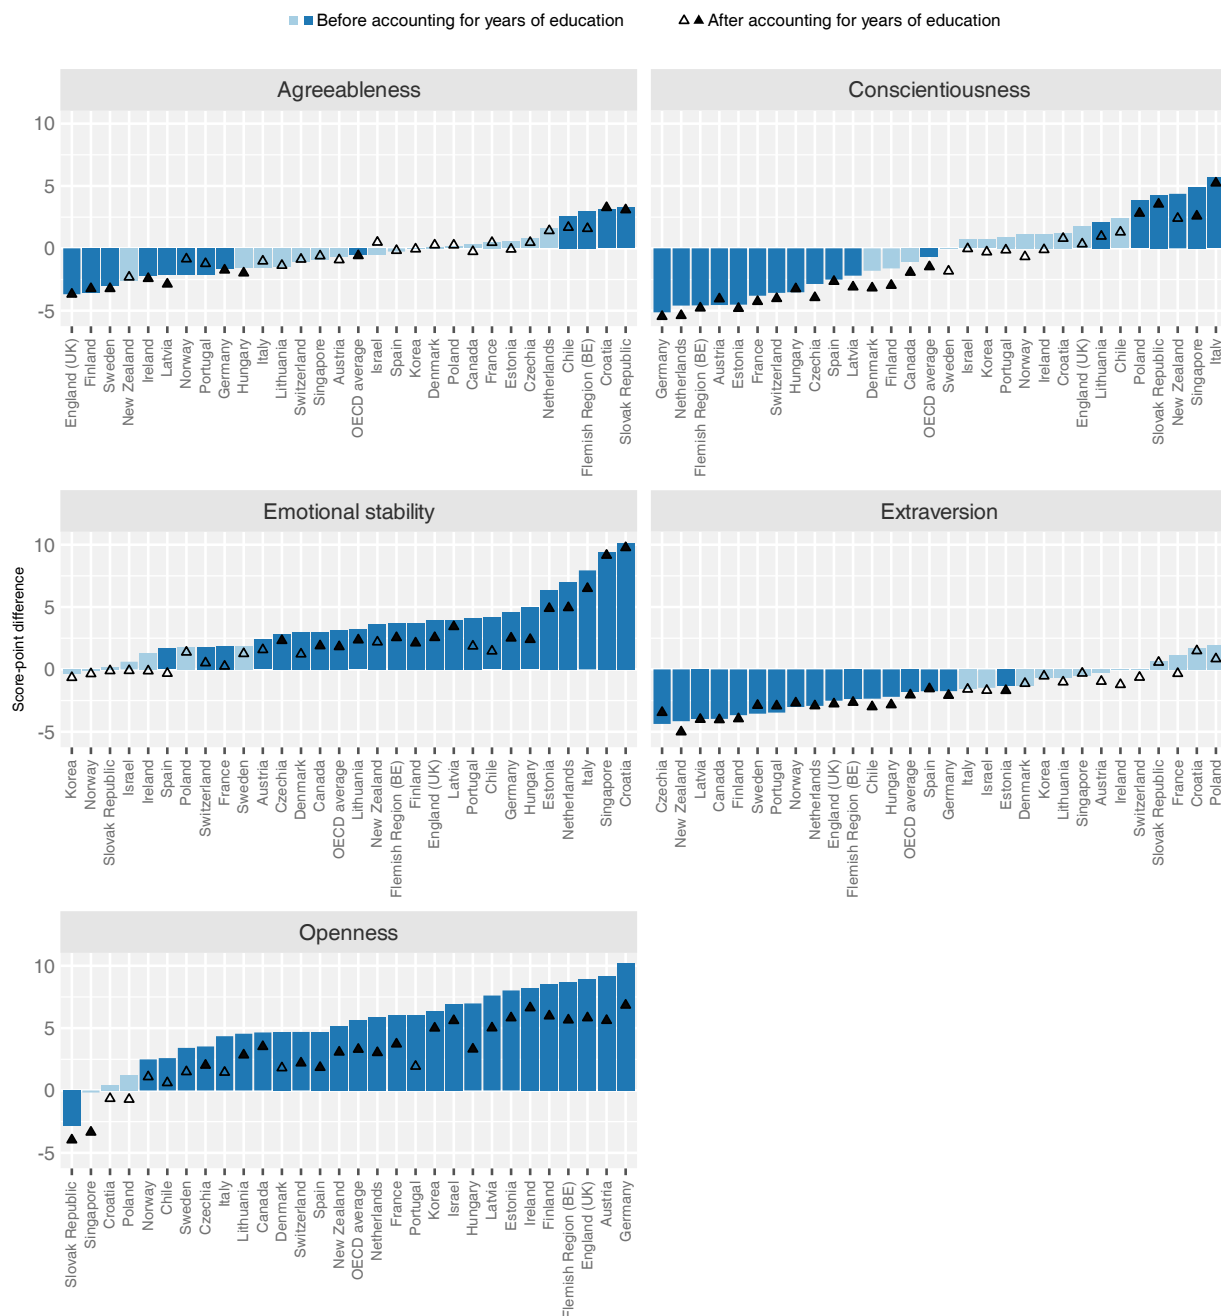 Before accounting for years of education
After accounting for years of education
Agreeableness
Conscientiousness
10
5
0
-5
England (UK)
Finland
Sweden
New Zealand
Ireland
Latvia
Norway
Portugal
Germany
Hungary
Italy
Lithuania
Switzerland
Singapore
Austria
OECD average
Israel
Spain
Korea
Denmark
Poland
Canada
France
Estonia
Czechia
Netherlands
Chile
Flemish Region (BE)
Croatia
Slovak Republic
Germany
Netherlands
Flemish Region (BE)
Austria
Estonia
France
Switzerland
Hungary
Czechia
Spain
Latvia
Denmark
Finland
Canada
OECD average
Sweden
Israel
Korea
Portugal
Norway
Ireland
Croatia
England (UK)
Lithuania
Chile
Poland
Slovak Republic
New Zealand
Singapore
Italy
Score-point difference
Emotional stability
Extraversion
10
5
0
-5
Korea
Norway
Slovak Republic
Israel
Ireland
Spain
Poland
Switzerland
France
Sweden
Austria
Czechia
Denmark
Canada
OECD average
Lithuania
New Zealand
Flemish Region (BE)
Finland
England (UK)
Latvia
Portugal
Chile
Germany
Hungary
Estonia
Netherlands
Italy
Singapore
Croatia
Czechia
New Zealand
Latvia
Canada
Finland
Sweden
Portugal
Norway
Netherlands
England (UK)
Flemish Region (BE)
Chile
Hungary
OECD average
Spain
Germany
Italy
Israel
Estonia
Denmark
Korea
Lithuania
Singapore
Austria
Ireland
Switzerland
Slovak Republic
France
Croatia
Poland
Openness
10
5
0
-5
Slovak Republic
Singapore
Croatia
Poland
Norway
Chile
Sweden
Czechia
Italy
Lithuania
Canada
Denmark
Switzerland
Spain
New Zealand
OECD average
Netherlands
France
Portugal
Korea
Israel
Hungary
Latvia
Estonia
Ireland
Finland
Flemish Region (BE)
England (UK)
Austria
Germany